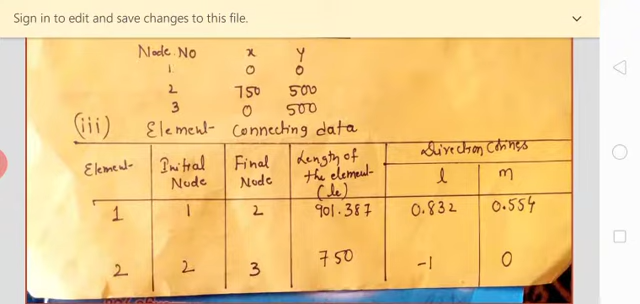 Sign in to edit and save changes to this file.
Node No x y
1. 0 0
2 750 500
3 0 500
(iii) Element Connecting data
Element Initial Node Final Node Length of the element (le) Direction Cosines
l m
1 1 2 901.387 0.832 0.554
2 2 3 750 -1 0